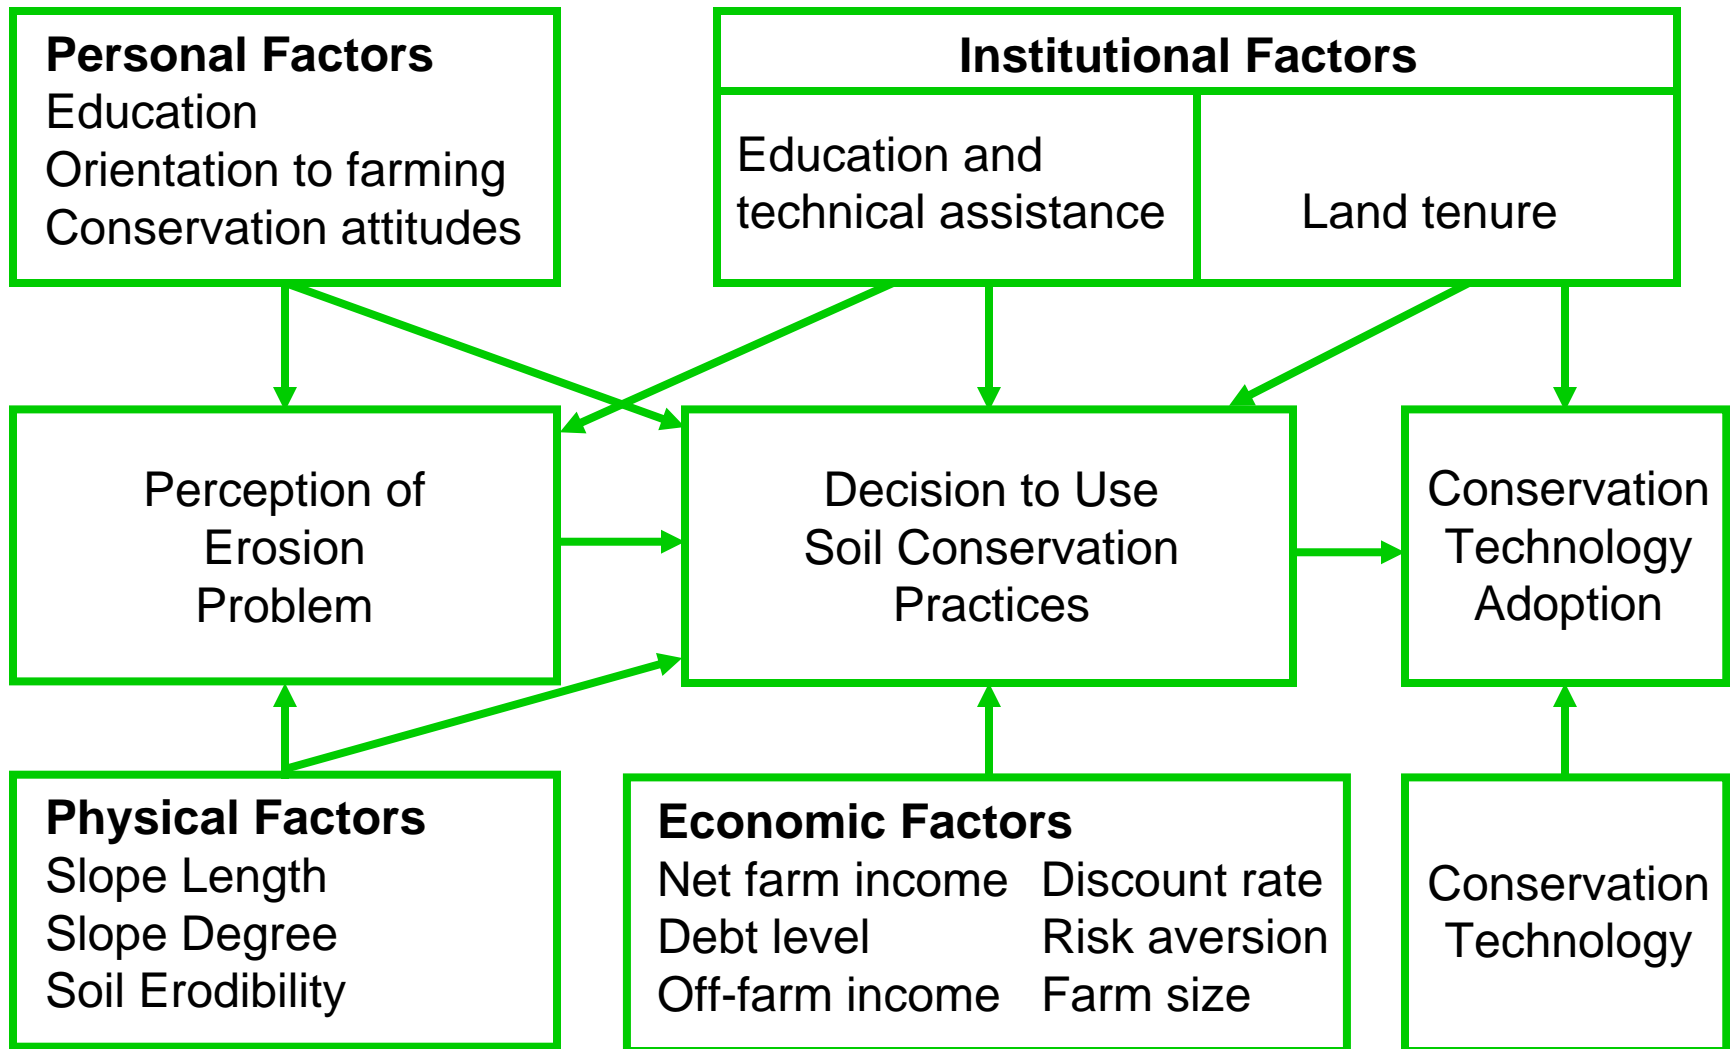 Personal Factors
Education
Orientation to farming
Conservation attitudes
Institutional Factors
Education and
technical assistance
Land tenure
Perception of
Erosion
Problem
Decision to Use
Soil Conservation
Practices
Conservation
Technology
Adoption
Physical Factors
Slope Length
Slope Degree
Soil Erodibility
Economic Factors
Net farm income Discount rate
Debt level Risk aversion
Off-farm income Farm size
Conservation
Technology